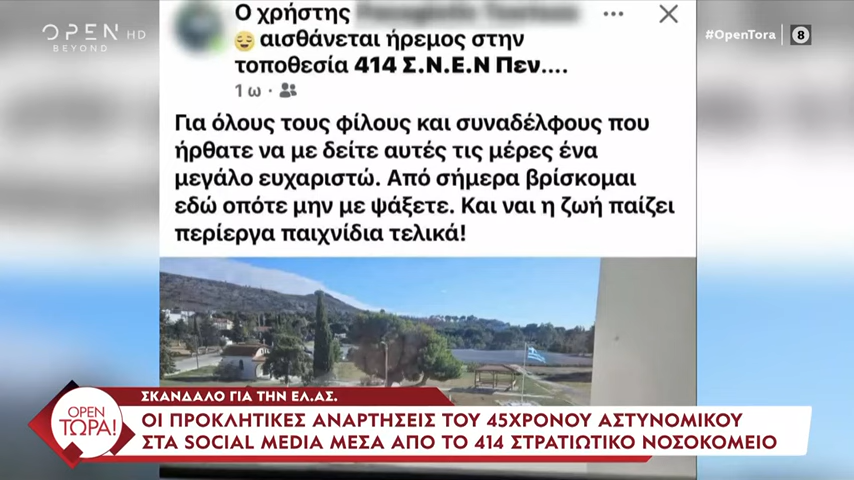 OPEN HD
BEYOND
#OpenTora
8
Ο χρήστης
αισθάνεται ήρεμος στην
τοποθεσία 414 Σ.Ν.Ε.Ν Πεν....
1 ω
Για όλους τους φίλους και συναδέλφους που
ήρθατε να με δείτε αυτές τις μέρες ένα
μεγάλο ευχαριστώ. Από σήμερα βρίσκομαι
εδώ οπότε μην με ψάξετε. Και ναι η ζωή παίζει
περίεργα παιχνίδια τελικά!
ΣΚΑΝΔΑΛΟ ΓΙΑ ΤΗΝ ΕΛ.ΑΣ.
OPEN
ΤΩΡΑ!
ΟΙ ΠΡΟΚΛΗΤΙΚΕΣ ΑΝΑΡΤΗΣΕΙΣ ΤΟΥ 45ΧΡΟΝΟΥ ΑΣΤΥΝΟΜΙΚΟΥ
ΣΤΑ SOCIAL MEDIA ΜΕΣΑ ΑΠΟ ΤΟ 414 ΣΤΡΑΤΙΩΤΙΚΟ ΝΟΣΟΚΟΜΕΙΟ